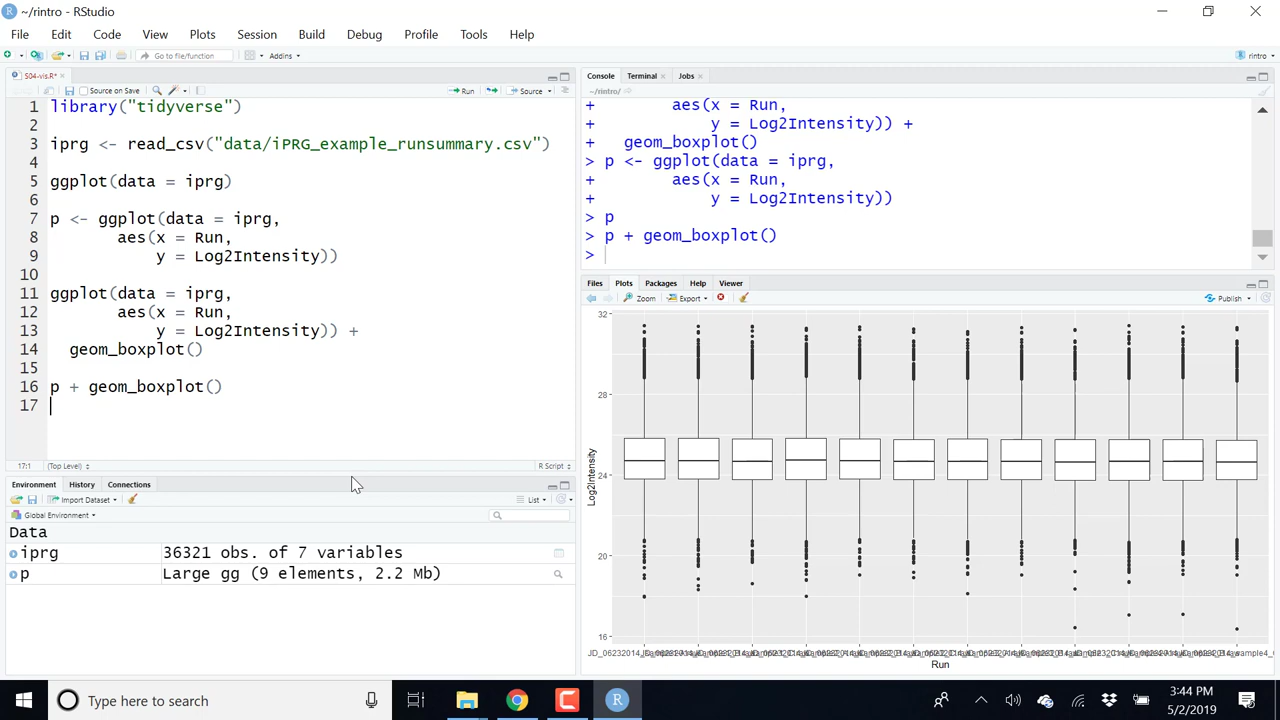 ~/rintro - RStudio
File Edit Code View Plots Session Build Debug Profile Tools Help
Go to file/function Addins rintro
S04-vis.R*
Source on Save Run Source
1 library("tidyverse")
2
3 iprg <- read_csv("data/iPRG_example_runsummary.csv")
4
5 ggplot(data = iprg)
6
7 p <- ggplot(data = iprg,
8 aes(x = Run,
9 y = Log2Intensity))
10
11 ggplot(data = iprg,
12 aes(x = Run,
13 y = Log2Intensity)) +
14 geom_boxplot()
15
16 p + geom_boxplot()
17
17:1 (Top Level) R Script
Environment History Connections
Import Dataset List
Global Environment
Data
iprg 36321 obs. of 7 variables
p Large gg (9 elements, 2.2 Mb)
Console Terminal Jobs
~/rintro/
+ aes(x = Run,
+ y = Log2Intensity)) +
+ geom_boxplot()
> p <- ggplot(data = iprg,
+ aes(x = Run,
+ y = Log2Intensity))
> p
> p + geom_boxplot()
>
Files Plots Packages Help Viewer
Zoom Export Publish
32
28
24
20
16
Log2Intensity
Run
Type here to search
3:44 PM
5/2/2019